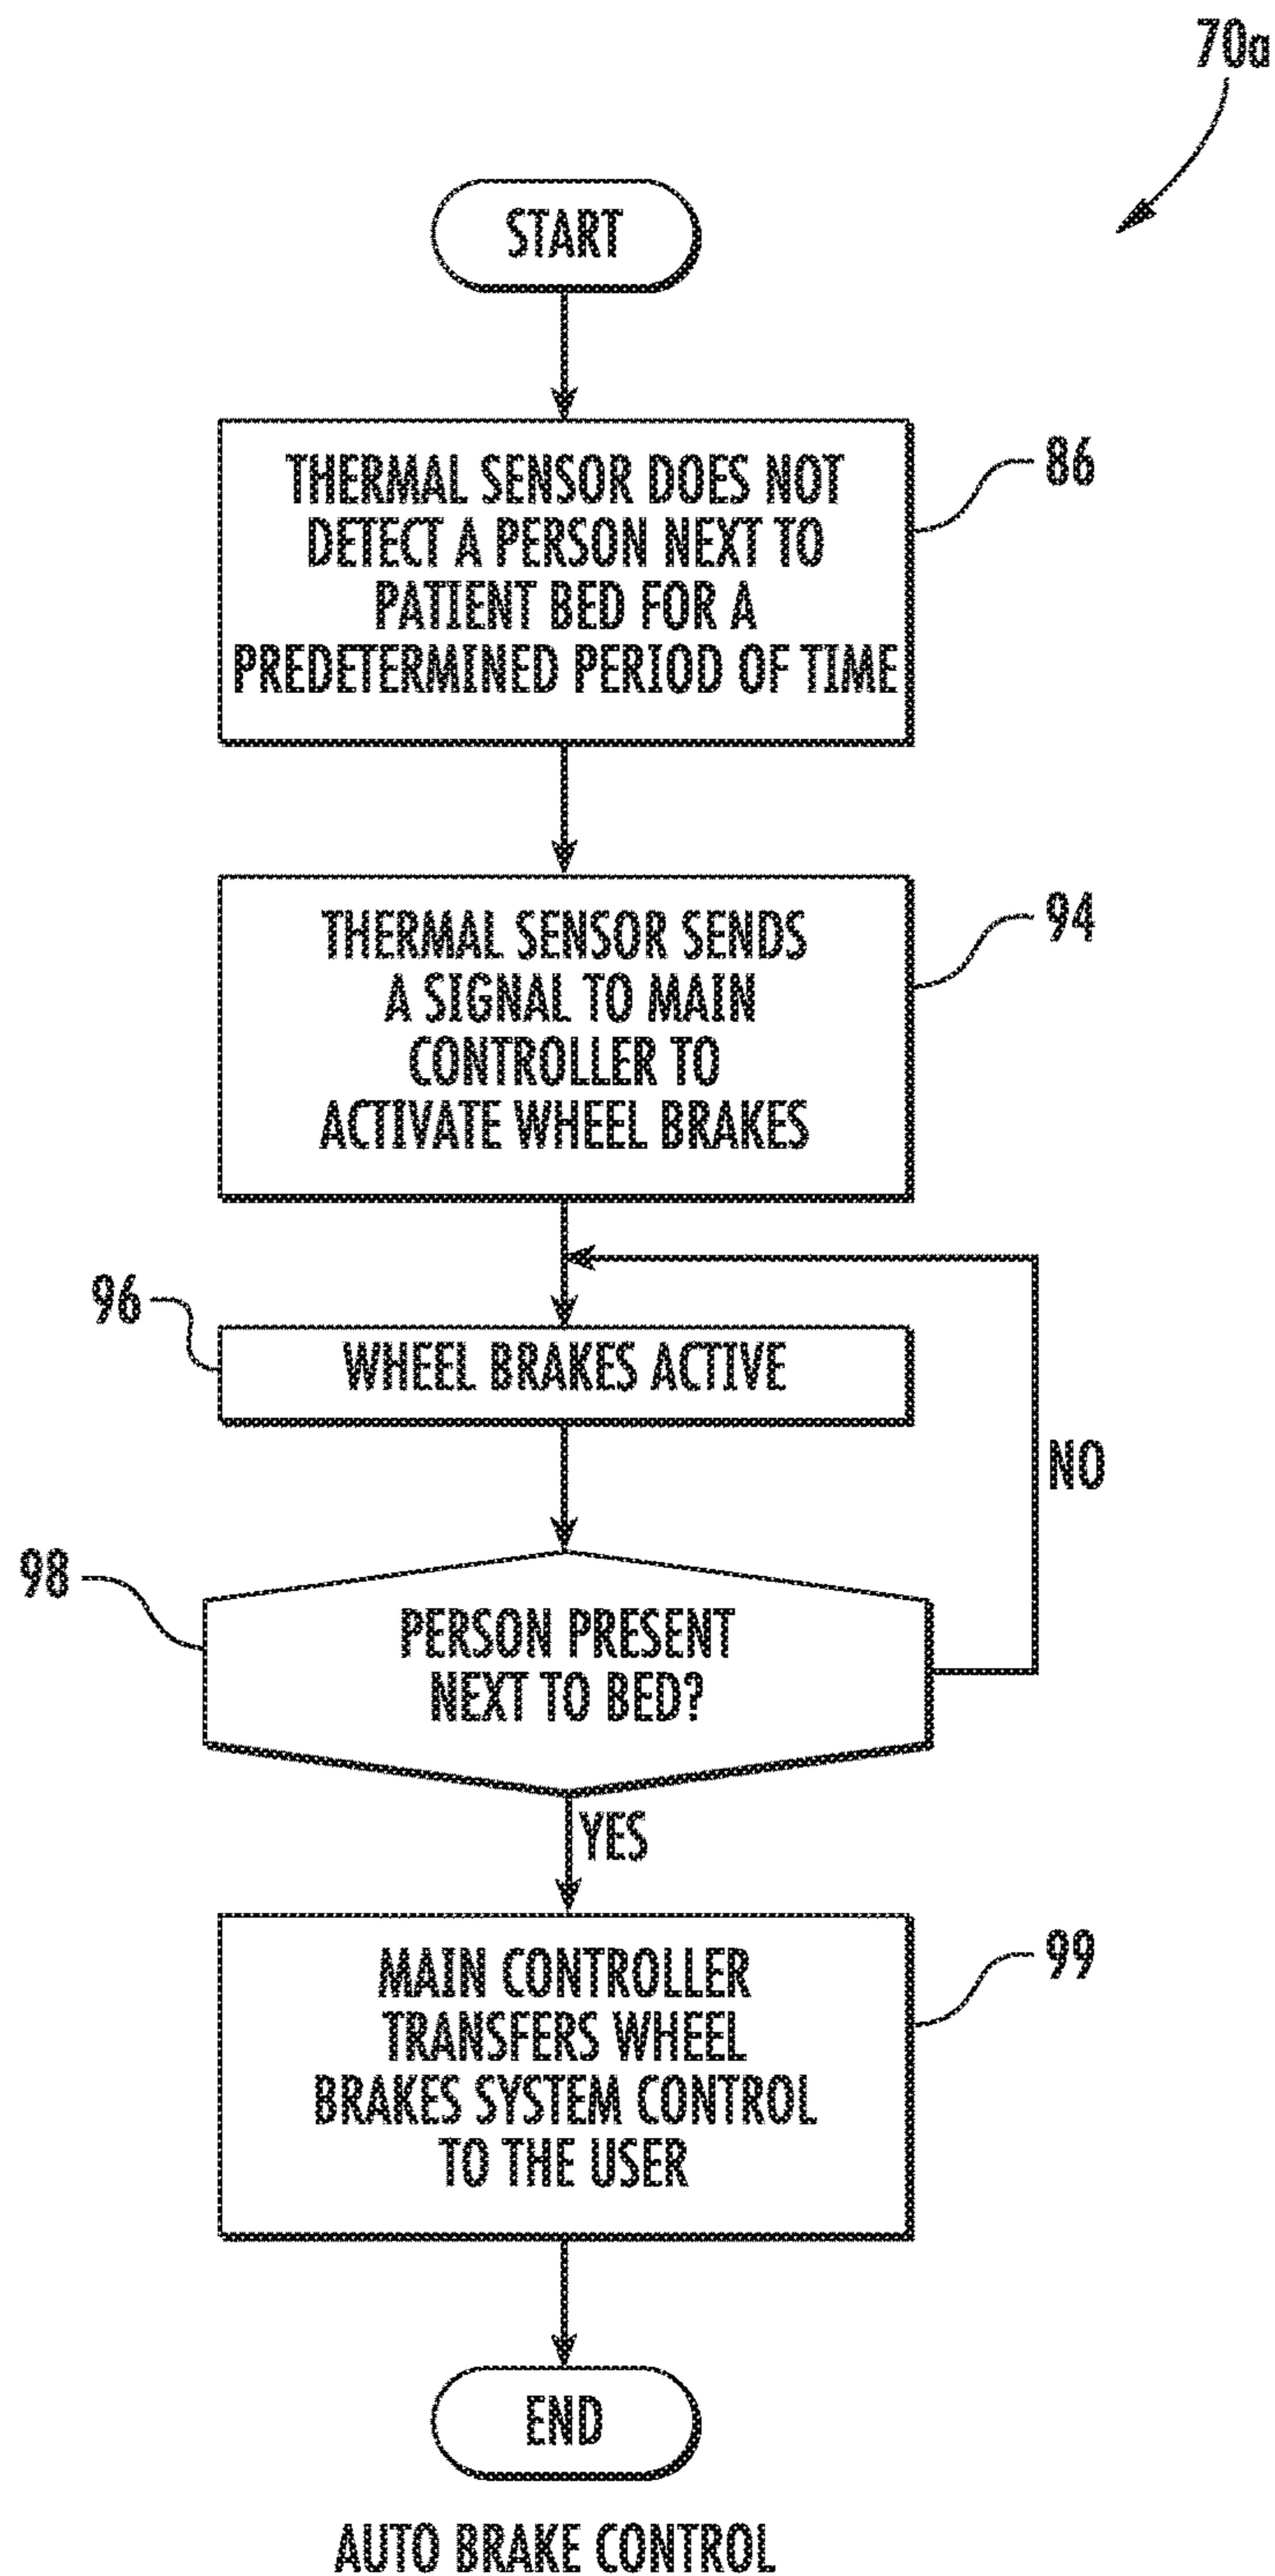 70a
START
THERMAL SENSOR DOES NOT
DETECT A PERSON NEXT TO
PATIENT BED FOR A
PREDETERMINED PERIOD OF TIME
86
THERMAL SENSOR SENDS
A SIGNAL TO MAIN
CONTROLLER TO
ACTIVATE WHEEL BRAKES
94
96
WHEEL BRAKES ACTIVE
NO
98
PERSON PRESENT
NEXT TO BED?
YES
MAIN CONTROLLER
TRANSFERS WHEEL
BRAKES SYSTEM CONTROL
TO THE USER
99
END
AUTO BRAKE CONTROL